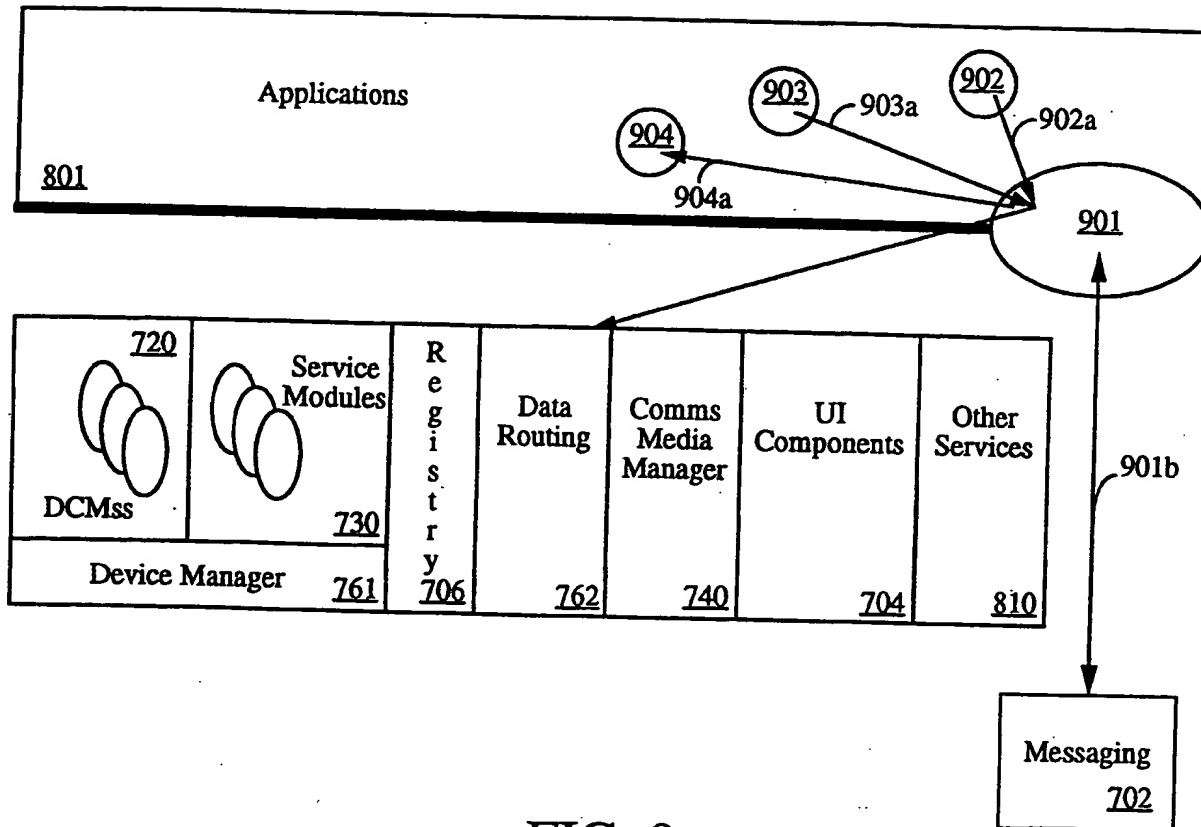 Applications
801
904
903
902
903a
902a
904a
901
720
DCMss
Service
Modules
730
Device Manager
761
Registry
706
Data
Routing
762
Comms
Media
Manager
740
UI
Components
704
Other
Services
810
901b
Messaging
702